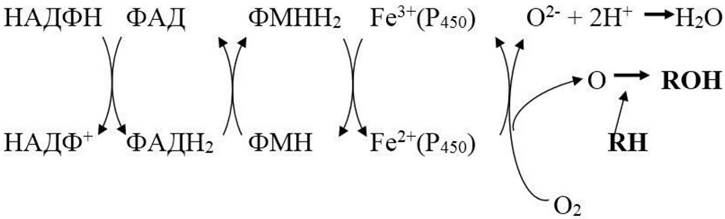 НАДФН ФАД ФМНН₂ Fe³⁺(P₄₅₀) O²⁻ + 2H⁺ → H₂O
O → ROH
НАДФ⁺ ФАДН₂ ФМН Fe²⁺(P₄₅₀) RH
O₂